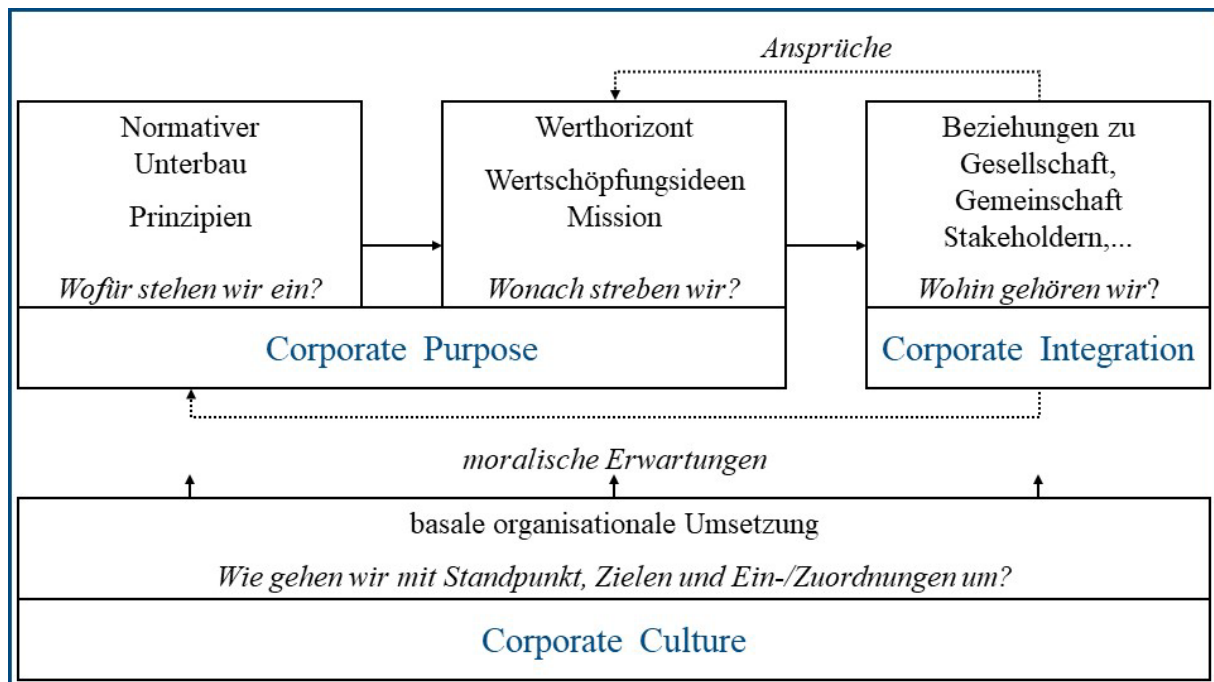 Ansprüche
Normativer
Unterbau
Prinzipien
Wofür stehen wir ein?
Werthorizont
Wertschöpfungsideen
Mission
Wonach streben wir?
Corporate Purpose
Beziehungen zu
Gesellschaft,
Gemeinschaft
Stakeholdern,...
Wohin gehören wir?
Corporate Integration
moralische Erwartungen
basale organisationale Umsetzung
Wie gehen wir mit Standpunkt, Zielen und Ein-/Zuordnungen um?
Corporate Culture